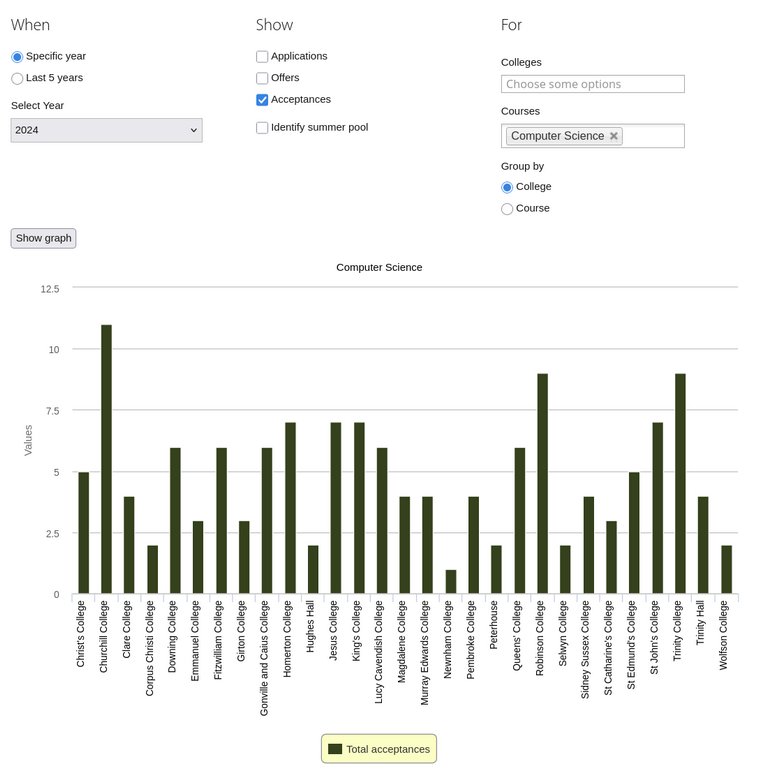 When
Show
For
Specific year
Last 5 years
Select Year
2024
Applications
Offers
Acceptances
Identify summer pool
Colleges
Choose some options
Courses
Computer Science
Group by
College
Course
Show graph
Computer Science
Values
12.5
10
7.5
5
2.5
0
Christ's College
Churchill College
Clare College
Corpus Christi College
Downing College
Emmanuel College
Fitzwilliam College
Girton College
Gonville and Caius College
Homerton College
Hughes Hall
Jesus College
King's College
Lucy Cavendish College
Magdalene College
Murray Edwards College
Newnham College
Pembroke College
Peterhouse
Queens' College
Robinson College
Selwyn College
Sidney Sussex College
St Catharine's College
St Edmund's College
St John's College
Trinity College
Trinity Hall
Wolfson College
Total acceptances